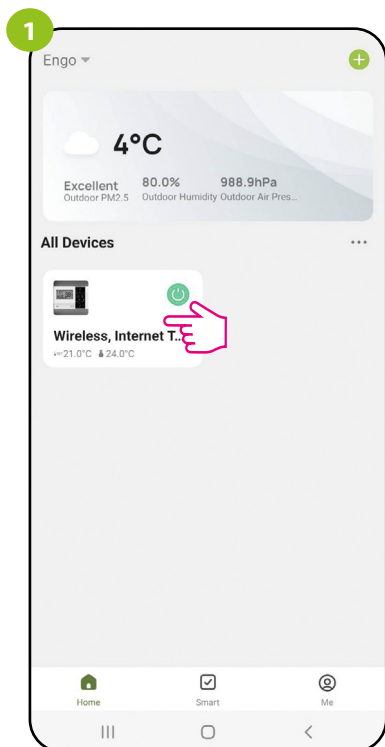 1
Engo
4°C
Excellent 80.0% 988.9hPa
Outdoor PM2.5 Outdoor Humidity Outdoor Air Pres...
All Devices
Wireless, Internet T...
21.0°C 24.0°C
Home Smart Me